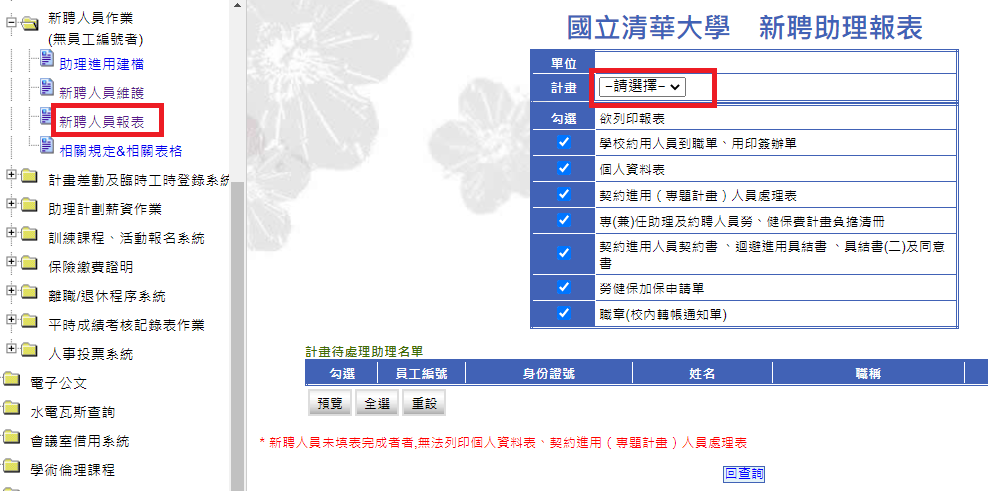 新聘人員作業
(無員工編號者)
助理進用建檔
新聘人員維護
新聘人員報表
相關規定&相關表格
計畫差勤及臨時工時登錄系統
助理計劃薪資作業
訓練課程、活動報名系統
保險繳費證明
離職/退休程序系統
平時成績考核記錄表作業
人事投票系統
電子公文
水電瓦斯查詢
會議室借用系統
學術倫理課程
國立清華大學 新聘助理報表
單位
計畫 --請選擇--
勾選 欲列印報表
學校約用人員到職單、用印簽辦單
個人資料表
契約進用（專題計畫）人員處理表
專(兼)任助理及約聘人員勞、健保費計畫負擔清冊
契約進用人員契約書 、迴避進用具結書 、具結書(二)及同意
書
勞健保加保申請單
職章(校內轉帳通知單)
計畫待處理助理名單
勾選 員工編號 身份證號 姓名 職稱
預覽 全選 重設
* 新聘人員未填表完成者者,無法列印個人資料表、契約進用（專題計畫）人員處理表
回查詢